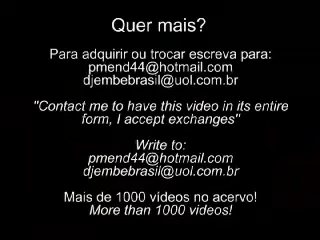 Quer mais?
Para adquirir ou trocar escreva para:
pmend44@hotmail.com
djembebrasil@uol.com.br
"Contact me to have this video in its entire
form, I accept exchanges"
Write to:
pmend44@hotmail.com
djembebrasil@uol.com.br
Mais de 1000 vídeos no acervo!
More than 1000 videos!